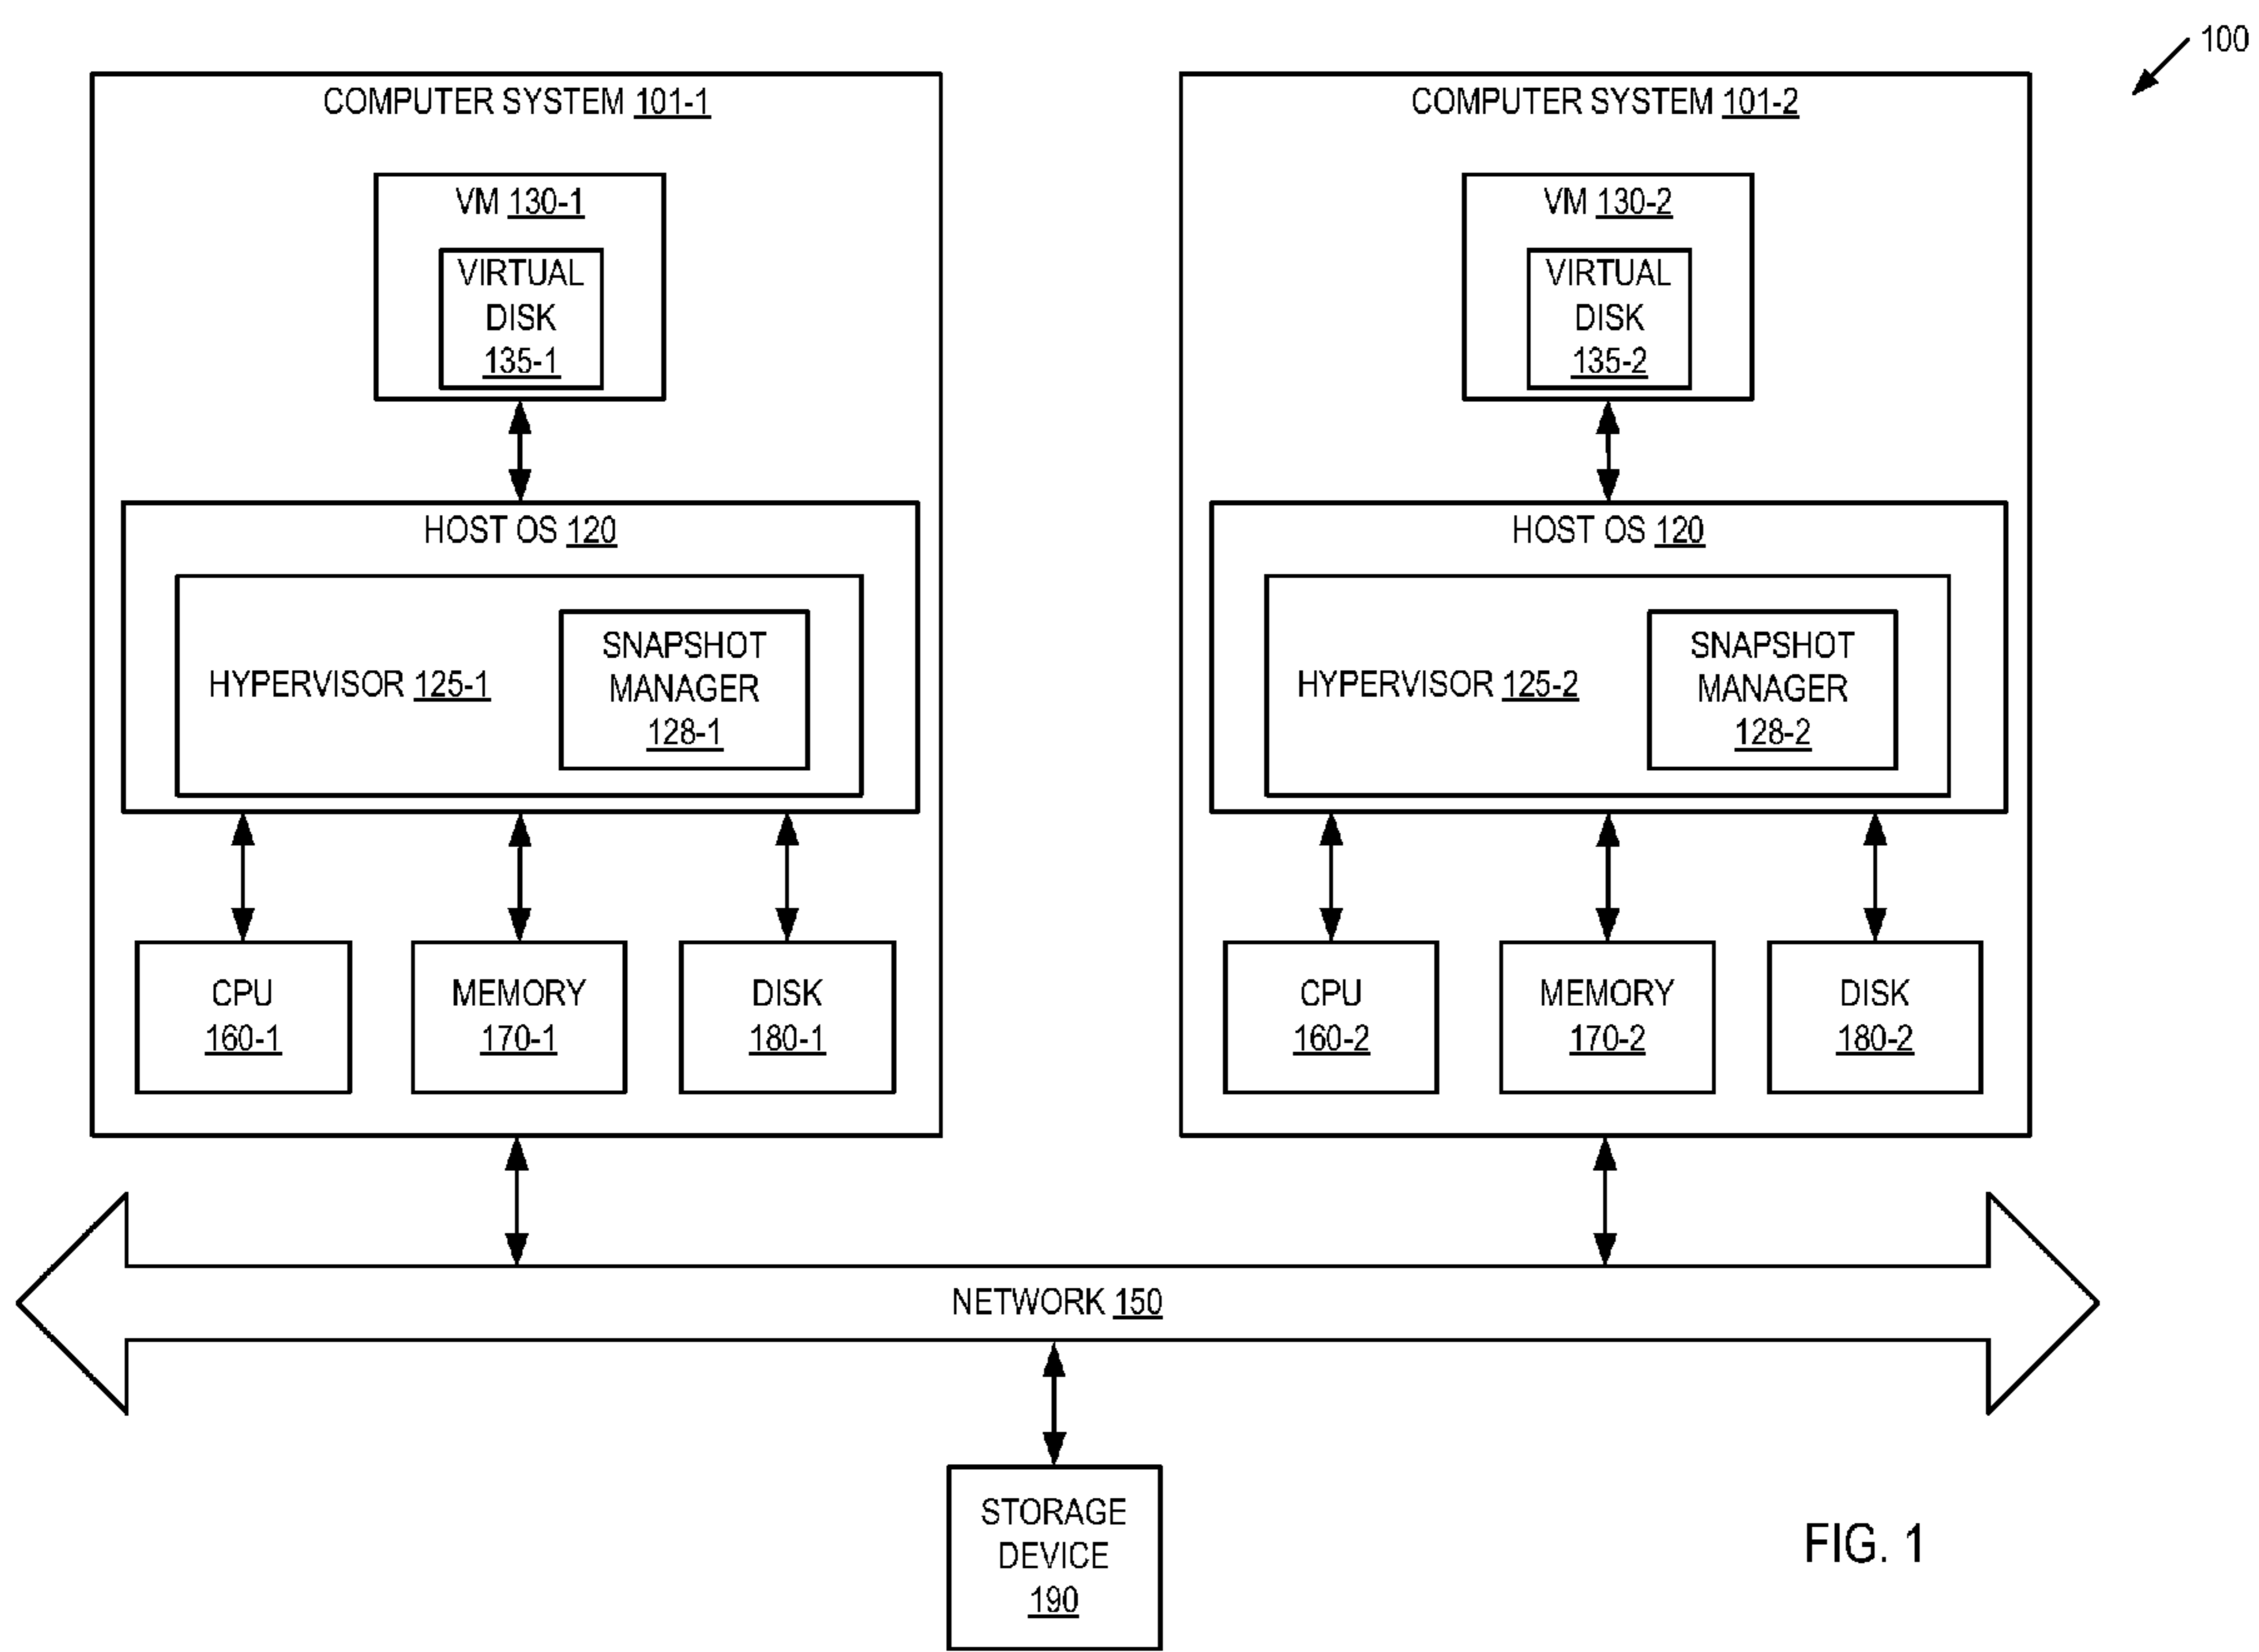 100
COMPUTER SYSTEM 101-1
VM 130-1
VIRTUAL
DISK
135-1
HOST OS 120
HYPERVISOR 125-1
SNAPSHOT
MANAGER
128-1
CPU
160-1
MEMORY
170-1
DISK
180-1
COMPUTER SYSTEM 101-2
VM 130-2
VIRTUAL
DISK
135-2
HOST OS 120
HYPERVISOR 125-2
SNAPSHOT
MANAGER
128-2
CPU
160-2
MEMORY
170-2
DISK
180-2
NETWORK 150
STORAGE
DEVICE
190
FIG. 1